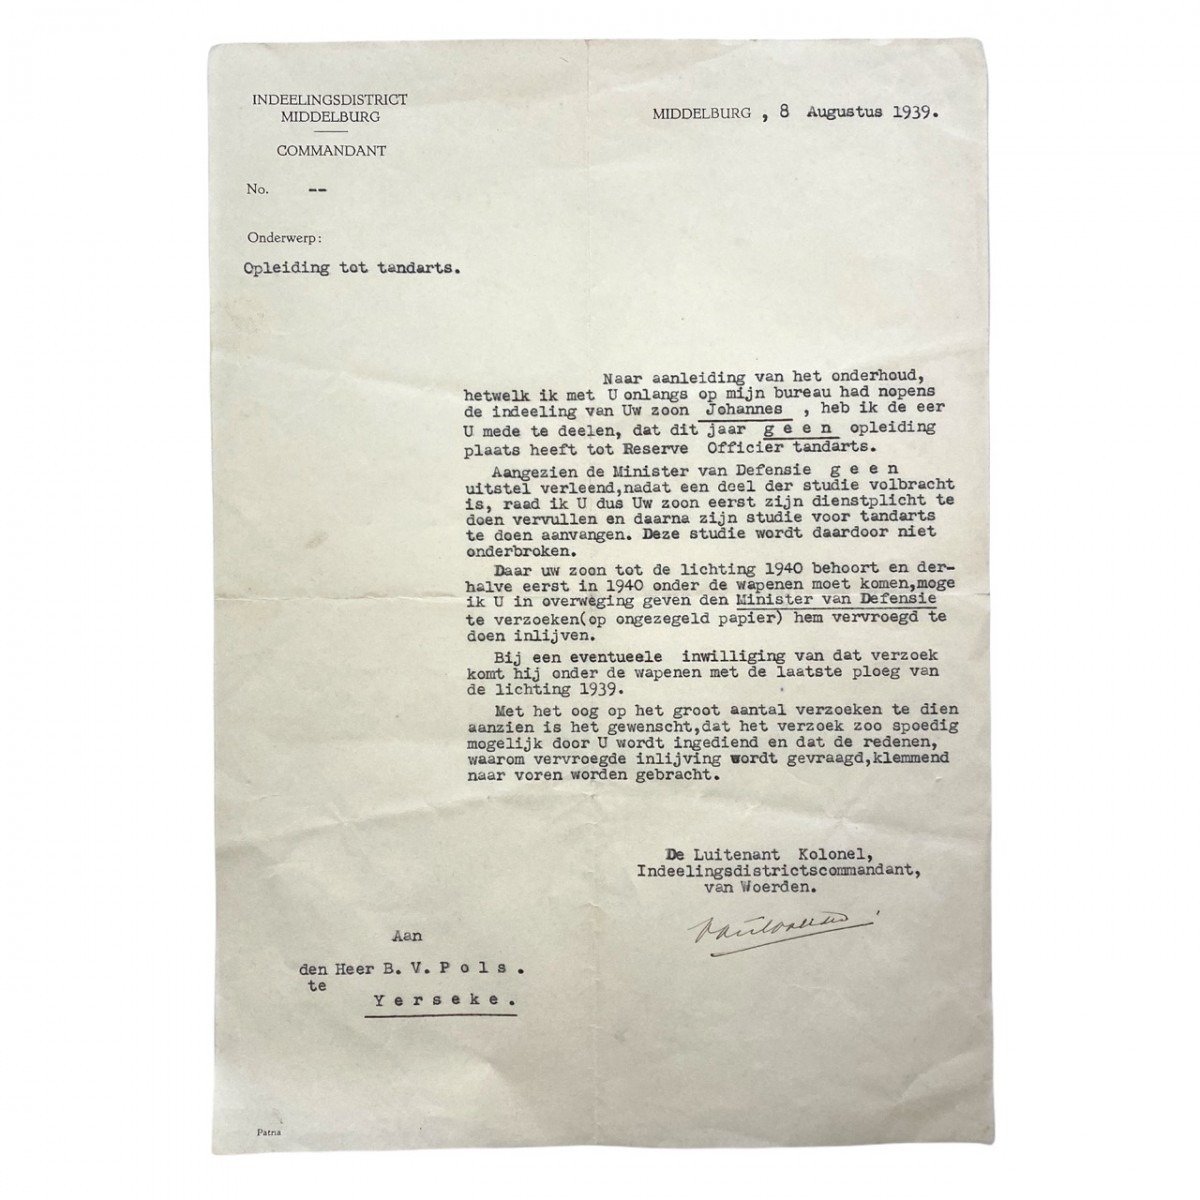 INDEELINGSDISTRICT
MIDDELBURG
COMMANDANT
MIDDELBURG , 8 Augustus 1939.
No. --
Onderwerp:
Opleiding tot tandarts.
Naar aanleiding van het onderhoud,
hetwelk ik met U onlangs op mijn bureau had nopens
de indeeling van Uw zoon Johannes , heb ik de eer
U mede te deelen, dat dit jaar g e e n opleiding
plaats heeft tot Reserve Officier tandarts.
Aangezien de Minister van Defensie g e e n
uitstel verleend,nadat een deel der studie volbracht
is, raad ik U dus Uw zoon eerst zijn dienstplicht te
doen vervullen en daarna zijn studie voor tandarts
te doen aanvangen. Deze studie wordt daardoor niet
onderbroken.
Daar uw zoon tot de lichting 1940 behoort en der-
halve eerst in 1940 onder de wapenen moet komen,moge
ik U in overweging geven den Minister van Defensie
te verzoeken(op ongezegeld papier) hem vervroegd te
doen inlijven.
Bij een eventueele inwilliging van dat verzoek
komt hij onder de wapenen met de laatste ploeg van
de lichting 1939.
Met het oog op het groot aantal verzoeken te dien
aanzien is het gewenscht,dat het verzoek zoo spoedig
mogelijk door U wordt ingediend en dat de redenen,
waarom vervroegde inlijving wordt gevraagd,klemmend
naar voren worden gebracht.
De Luitenant Kolonel,
Indeelingsdistrictscommandant,
van Woerden.
van Woerden
Aan
den Heer B. V. P o l s .
te
Y e r s e k e .
Patria